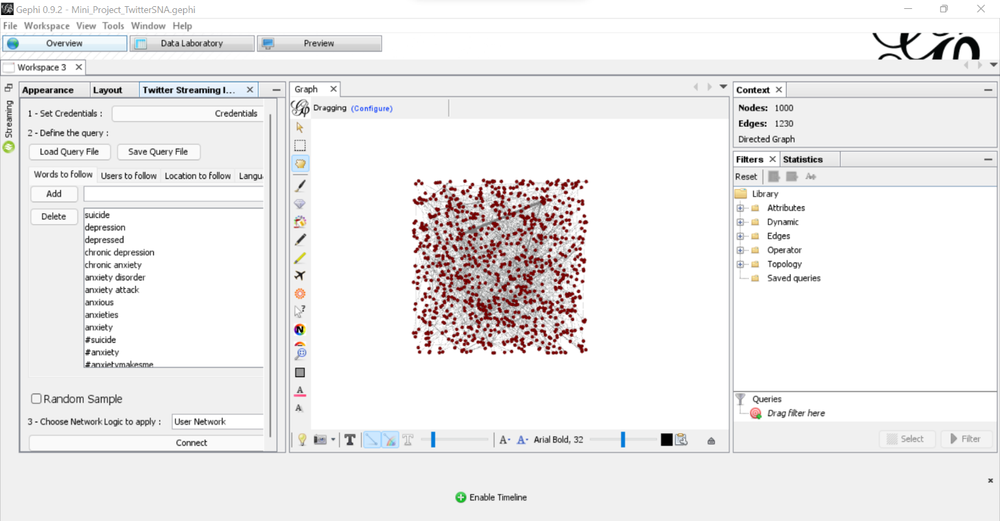 Gephi 0.9.2 - Mini_Project_TwitterSNA.gephi
File Workspace View Tools Window Help
Overview Data Laboratory Preview
Workspace 3
Streaming
Appearance Layout Twitter Streaming I...
1 - Set Credentials :
Credentials
2 - Define the query :
Load Query File Save Query File
Words to follow Users to follow Location to follow Langu
Add
Delete
suicide
depression
depressed
chronic depression
chronic anxiety
anxiety disorder
anxiety attack
anxious
anxieties
anxiety
#suicide
#anxiety
#anxietymakesme
Random Sample
3 - Choose Network Logic to apply : User Network
Connect
Graph
Dragging (Configure)
A- A- Arial Bold, 32
Context
Nodes: 1000
Edges: 1230
Directed Graph
Filters Statistics
Reset
Library
Attributes
Dynamic
Edges
Operator
Topology
Saved queries
Queries
Drag filter here
Select Filter
Enable Timeline